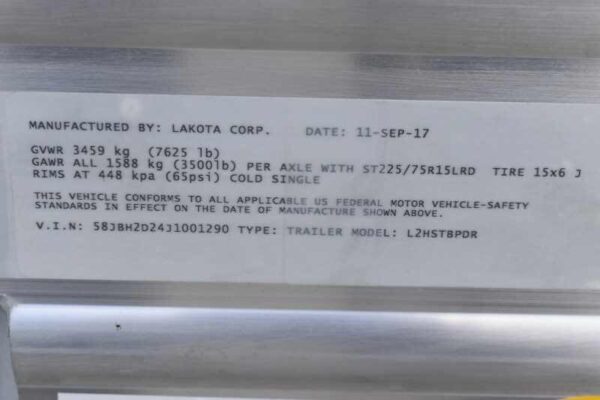 MANUFACTURED BY: LAKOTA CORP. DATE: 11-SEP-17
GVWR 3459 kg (7625 lb)
GAWR ALL 1588 kg (3500lb) PER AXLE WITH ST225/75R15LRD TIRE 15x6 J
RIMS AT 448 kpa (65psi) COLD SINGLE
THIS VEHICLE CONFORMS TO ALL APPLICABLE US FEDERAL MOTOR VEHICLE-SAFETY
STANDARDS IN EFFECT ON THE DATE OF MANUFACTURE SHOWN ABOVE.
V.I.N: 58JBH2D24J1001290 TYPE: TRAILER MODEL: L2HSTBPDR